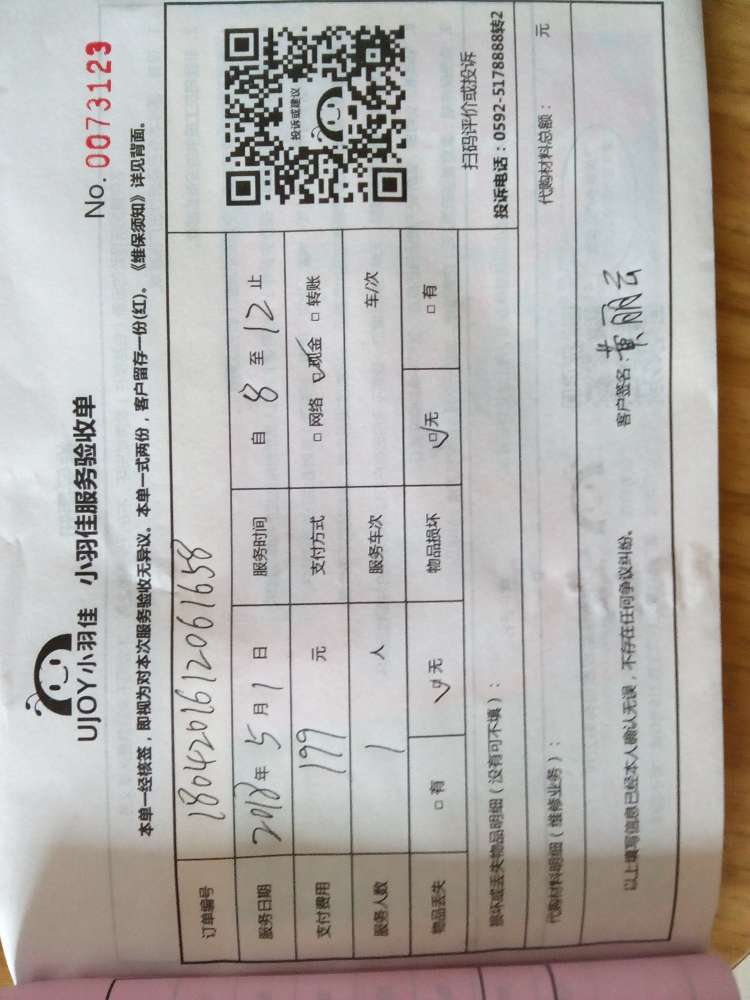 UJOY小羽佳 小羽佳服务验收单
No. 0073123
本单一经核签，即视为对本次服务验收无异议。本单一式两份，客户留存一份(红)。《维保须知》详见背面。
订单编号 1804201612061658
服务日期 2018年 5 月 1 日 服务时间 自 8 至 12 止
支付费用 199 元 支付方式 □ 网络 □ 现金 □ 转账
服务人数 1 人 服务车次 车/次
物品丢失 □ 有 □ 无 物品损坏 □ 无 □ 有
投诉或建议
扫码评价或投诉
投诉电话：0592-5178888转2
损坏或丢失物品明细（没有可不填）：
代购材料明细（维修业务）： 代购材料总额： 元
以上填写信息已经本人确认无误，不存在任何争议纠纷。 客户签名：黄丽云